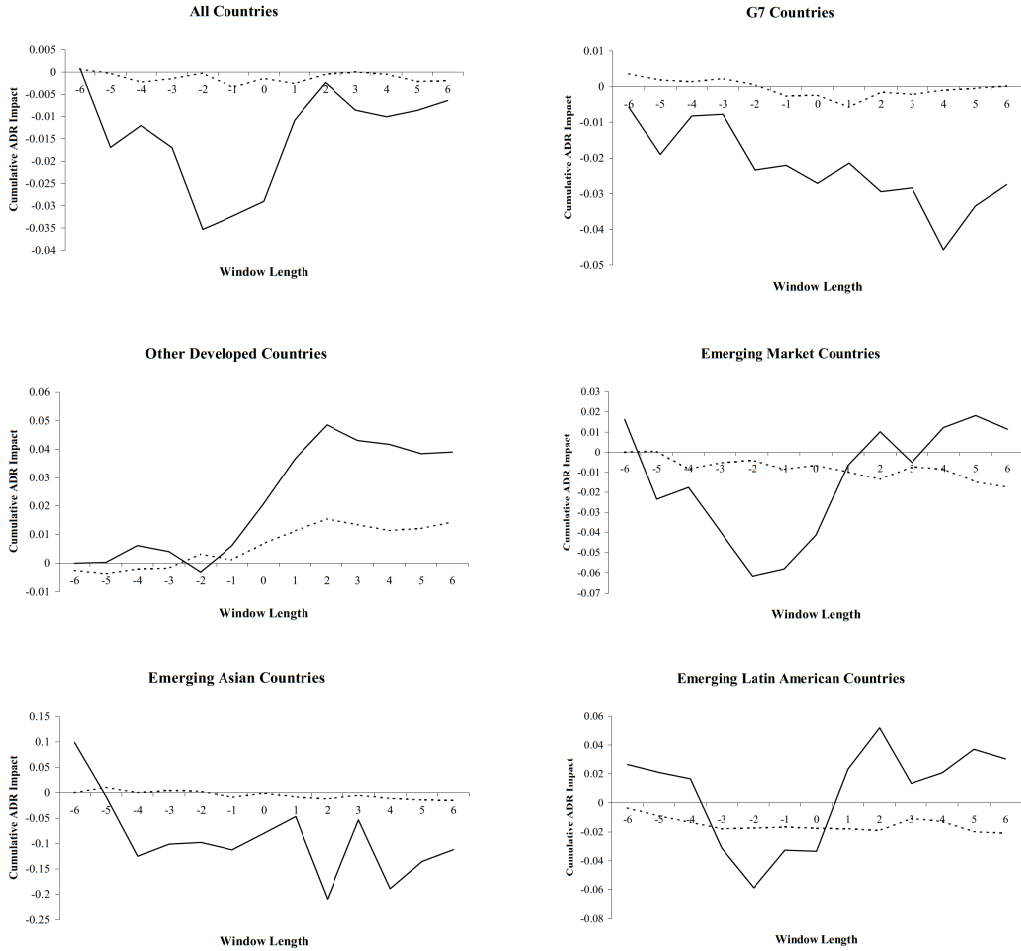 All Countries
0.005
0
-0.005
-0.01
-0.015
-0.02
-0.025
-0.03
-0.035
-0.04
-6 -5 -4 -3 -2 -1 0 1 2 3 4 5 6
Cumulative ADR Impact
Window Length
G7 Countries
0.01
0
-0.01
-0.02
-0.03
-0.04
-0.05
-6 -5 -4 -3 -2 -1 0 1 2 3 4 5 6
Cumulative ADR Impact
Window Length
Other Developed Countries
0.06
0.05
0.04
0.03
0.02
0.01
0
-0.01
-6 -5 -4 -3 -2 -1 0 1 2 3 4 5 6
Cumulative ADR Impact
Window Length
Emerging Market Countries
0.03
0.02
0.01
0
-0.01
-0.02
-0.03
-0.04
-0.05
-0.06
-0.07
-6 -5 -4 -3 -2 -1 0 1 2 3 4 5 6
Cumulative ADR Impact
Window Length
Emerging Asian Countries
0.15
0.1
0.05
0
-0.05
-0.1
-0.15
-0.2
-0.25
-6 -5 -4 -3 -2 -1 0 1 2 3 4 5 6
Cumulative ADR Impact
Window Length
Emerging Latin American Countries
0.06
0.04
0.02
0
-0.02
-0.04
-0.06
-0.08
-6 -5 -4 -3 -2 -1 0 1 2 3 4 5 6
Cumulative ADR Impact
Window Length